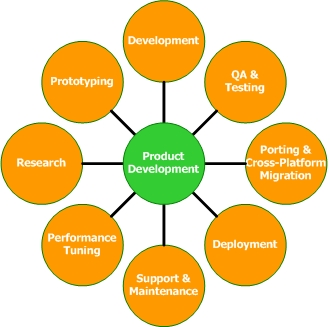 Development
Prototyping
QA &
Testing
Research
Product
Development
Porting &
Cross-Platform
Migration
Performance
Tuning
Deployment
Support &
Maintenance